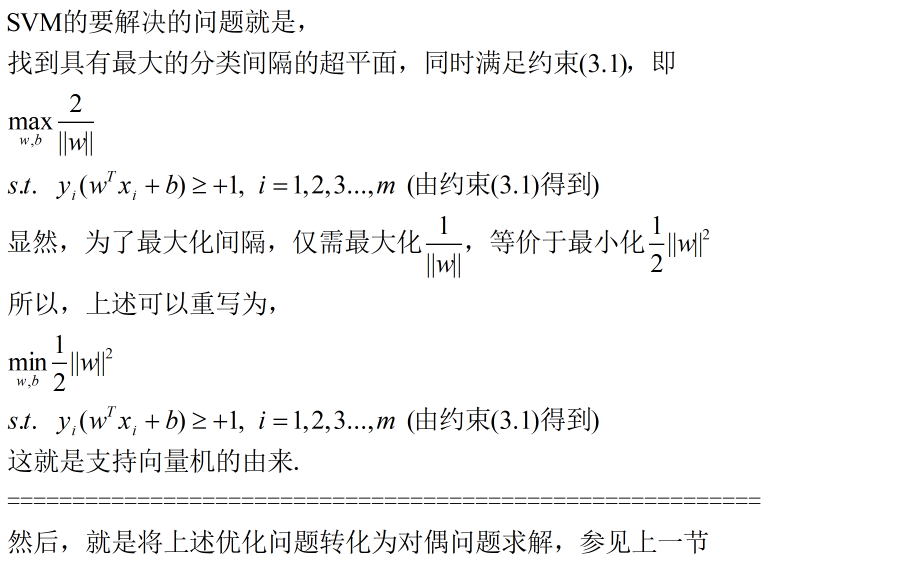 SVM的要解决的问题就是，
找到具有最大的分类间隔的超平面，同时满足约束(3.1)，即
max_{w,b} 2/||w||
s.t. y_i(w^T x_i + b) ≥ +1, i = 1,2,3...,m (由约束(3.1)得到)
显然，为了最大化间隔，仅需最大化 1/||w||，等价于最小化 1/2 ||w||^2
所以，上述可以重写为，
min_{w,b} 1/2 ||w||^2
s.t. y_i(w^T x_i + b) ≥ +1, i = 1,2,3...,m (由约束(3.1)得到)
这就是支持向量机的由来.
==========================================================
然后，就是将上述优化问题转化为对偶问题求解，参见上一节